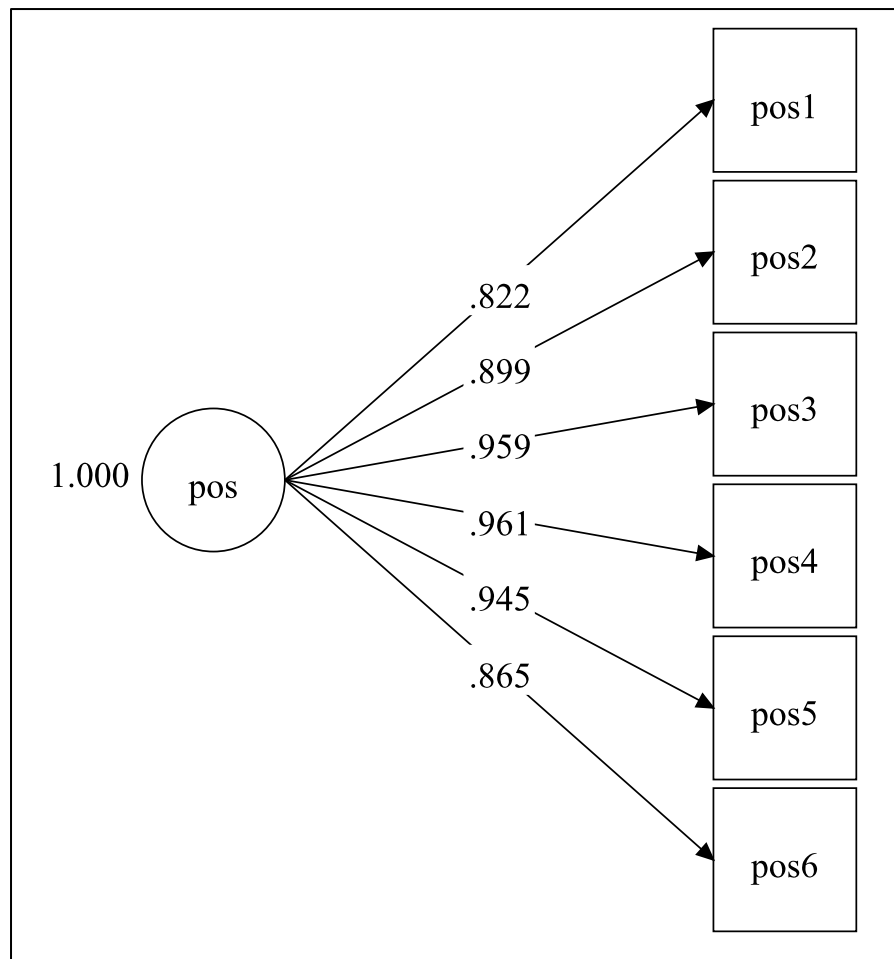 pos1
pos2
pos3
pos4
pos5
pos6
.822
.899
.959
.961
.945
.865
1.000
pos